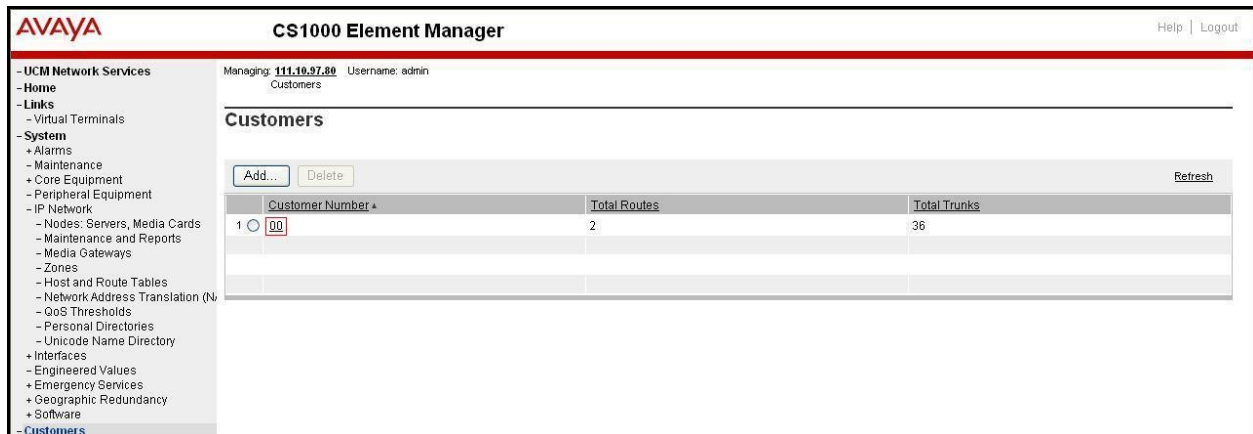 AVAYA
CS1000 Element Manager
Help | Logout
- UCM Network Services
- Home
- Links
- Virtual Terminals
- System
+ Alarms
- Maintenance
+ Core Equipment
- Peripheral Equipment
- IP Network
- Nodes: Servers, Media Cards
- Maintenance and Reports
- Media Gateways
- Zones
- Host and Route Tables
- Network Address Translation (N
- QoS Thresholds
- Personal Directories
- Unicode Name Directory
+ Interfaces
- Engineered Values
+ Emergency Services
+ Geographic Redundancy
+ Software
- Customers
Managing: 111.10.97.80 Username: admin
Customers
Customers
Add... Delete
Refresh
Customer Number Total Routes Total Trunks
1 00 2 36